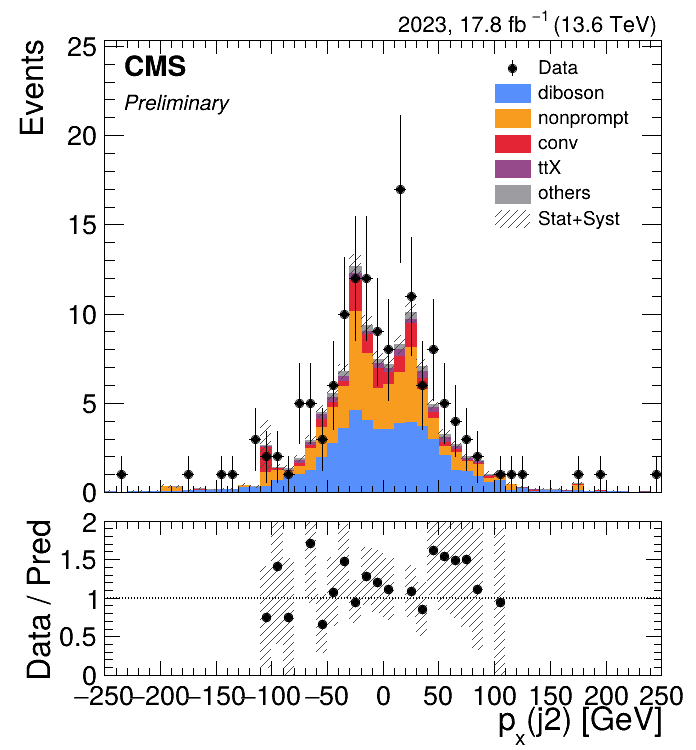 2023, 17.8 fb⁻¹ (13.6 TeV)
CMS
Preliminary
Events
25
20
15
10
5
0
Data
diboson
nonprompt
conv
ttX
others
Stat+Syst
Data / Pred
2
1.5
1
0.5
0
−250 −200 −150 −100 −50 0 50 100 150 200 250
pₓ(j2) [GeV]